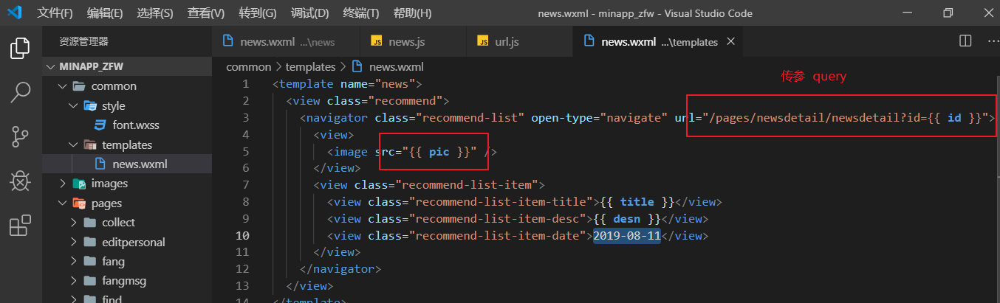 文件(F) 编辑(E) 选择(S) 查看(V) 转到(G) 调试(D) 终端(T) 帮助(H) news.wxml - minapp_zfw - Visual Studio Code
资源管理器
news.wxml ...\news
JS news.js
JS url.js
news.wxml ...\templates
MINAPP_ZFW
common
style
font.wxss
templates
news.wxml
images
pages
collect
editpersonal
fang
fangmsg
find
common > templates > news.wxml
传参 query
1 <template name="news">
2 <view class="recommend">
3 <navigator class="recommend-list" open-type="navigate" url="/pages/newsdetail/newsdetail?id={{ id }}">
4 <view>
5 <image src="{{ pic }}" />
6 </view>
7 <view class="recommend-list-item">
8 <view class="recommend-list-item-title">{{ title }}</view>
9 <view class="recommend-list-item-desc">{{ desn }}</view>
10 <view class="recommend-list-item-date">2019-08-11</view>
11 </view>
12 </navigator>
13 </view>
14 </template>